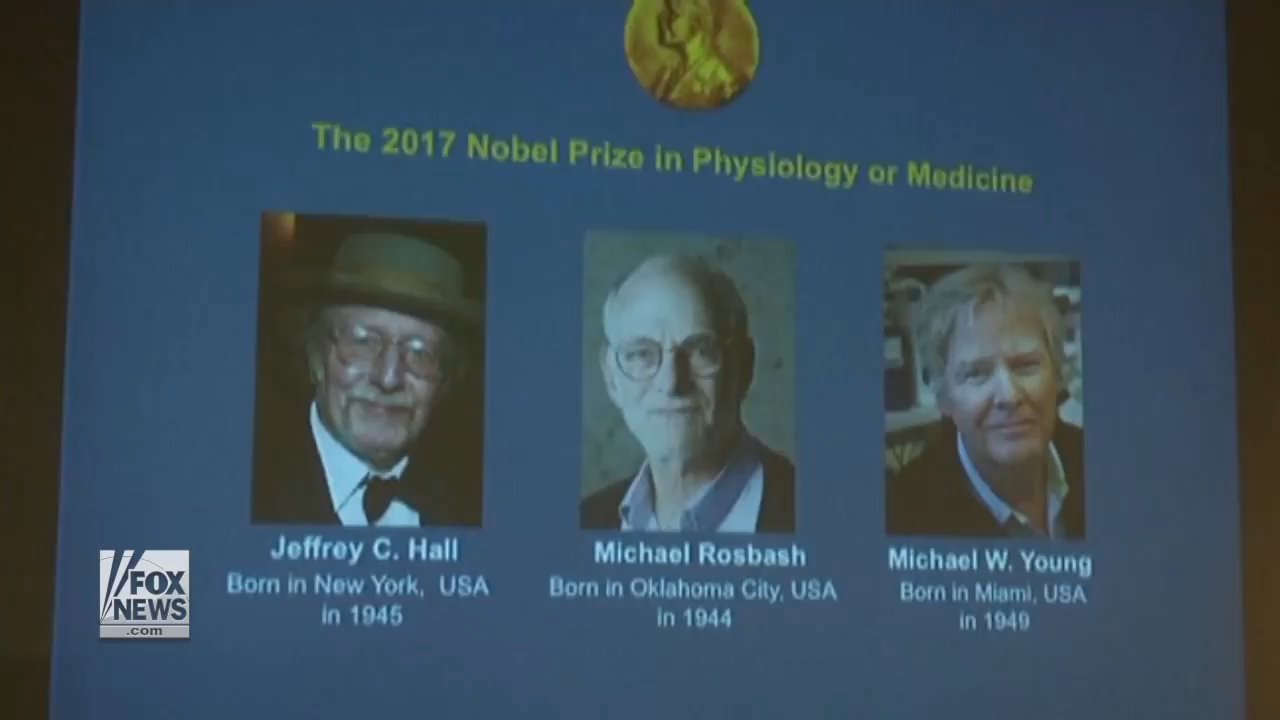 The 2017 Nobel Prize in Physiology or Medicine
Jeffrey C. Hall
Born in New York, USA
in 1945
Michael Rosbash
Born in Oklahoma City, USA
in 1944
Michael W. Young
Born in Miami, USA
in 1949
FOX
NEWS
.com